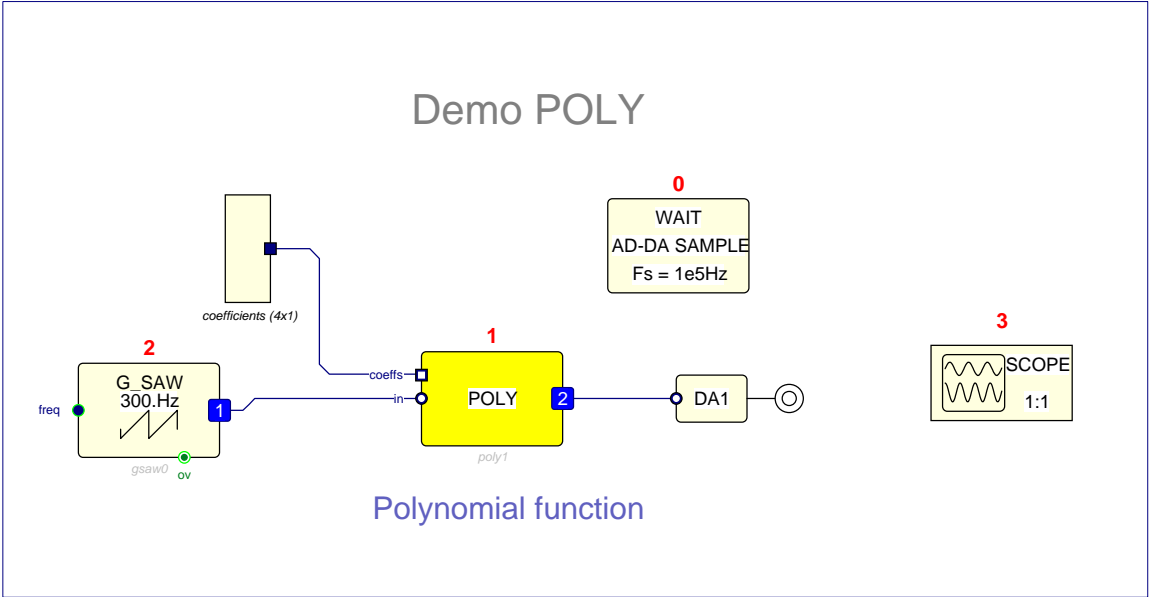 Demo POLY
0
WAIT
AD-DA SAMPLE
Fs = 1e5Hz
coefficients (4x1)
3
SCOPE
1:1
1
coeffs
in
POLY
2
poly1
DA1
2
G_SAW
300.Hz
freq
1
gsaw0
ov
Polynomial function